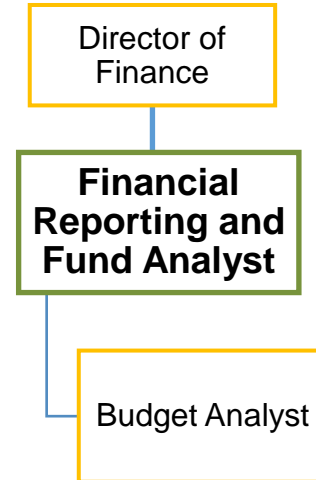 Director of
Finance
Financial
Reporting and
Fund Analyst
Budget Analyst